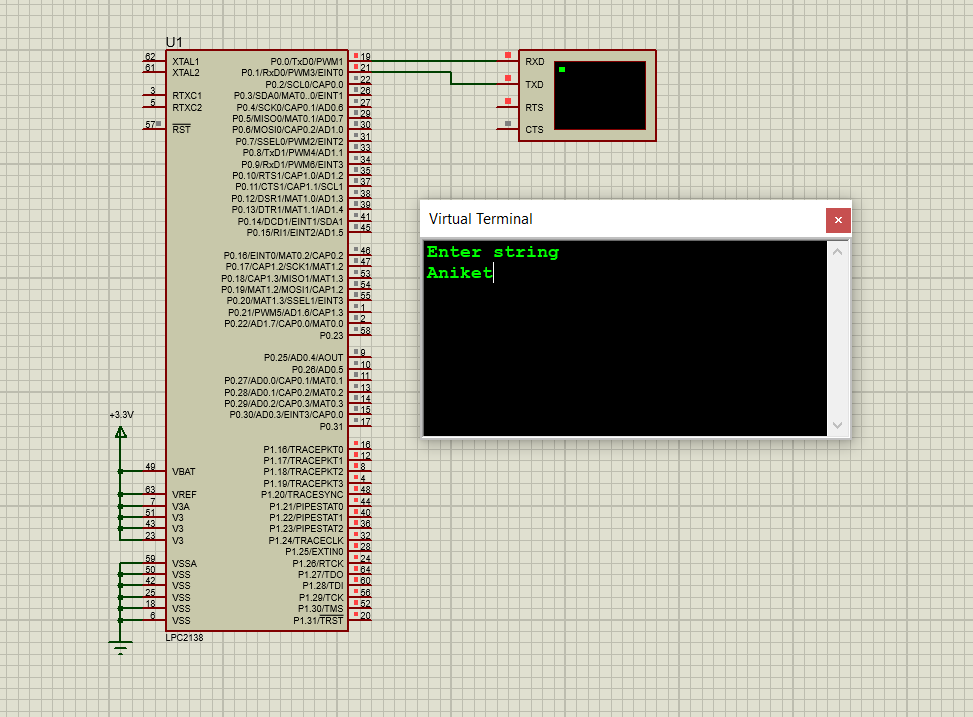 U1
62 XTAL1 P0.0/TxD0/PWM1 19
61 XTAL2 P0.1/RxD0/PWM3/EINT0 21
P0.2/SCL0/CAP0.0 22
3 RTXC1 P0.3/SDA0/MAT0..0/EINT1 26
5 RTXC2 P0.4/SCK0/CAP0.1/AD0.6 27
P0.5/MISO0/MAT0.1/AD0.7 29
57 RST P0.6/MOSI0/CAP0.2/AD1.0 30
P0.7/SSEL0/PWM2/EINT2 31
P0.8/TxD1/PWM4/AD1.1 33
P0.9/RxD1/PWM6/EINT3 34
P0.10/RTS1/CAP1.0/AD1.2 35
P0.11/CTS1/CAP1.1/SCL1 37
P0.12/DSR1/MAT1.0/AD1.3 38
P0.13/DTR1/MAT1.1/AD1.4 39
P0.14/DCD1/EINT1/SDA1 41
P0.15/RI1/EINT2/AD1.5 45
P0.16/EINT0/MAT0.2/CAP0.2 46
P0.17/CAP1.2/SCK1/MAT1.2 47
P0.18/CAP1.3/MISO1/MAT1.3 53
P0.19/MAT1.2/MOSI1/CAP1.2 54
P0.20/MAT1.3/SSEL1/EINT3 55
P0.21/PWM5/AD1.6/CAP1.3 1
P0.22/AD1.7/CAP0.0/MAT0.0 2
P0.23 58
P0.25/AD0.4/AOUT 9
P0.26/AD0.5 10
P0.27/AD0.0/CAP0.1/MAT0.1 11
P0.28/AD0.1/CAP0.2/MAT0.2 13
P0.29/AD0.2/CAP0.3/MAT0.3 14
P0.30/AD0.3/EINT3/CAP0.0 15
P0.31 17
+3.3V
P1.16/TRACEPKT0 16
P1.17/TRACEPKT1 12
49 VBAT P1.18/TRACEPKT2 8
P1.19/TRACEPKT3 4
63 VREF P1.20/TRACESYNC 48
7 V3A P1.21/PIPESTAT0 44
51 V3 P1.22/PIPESTAT1 40
43 V3 P1.23/PIPESTAT2 36
23 V3 P1.24/TRACECLK 32
P1.25/EXTIN0 28
59 VSSA P1.26/RTCK 24
50 VSS P1.27/TDO 64
42 VSS P1.28/TDI 60
25 VSS P1.29/TCK 56
18 VSS P1.30/TMS 52
6 VSS P1.31/TRST 20
LPC2138
RXD
TXD
RTS
CTS
Virtual Terminal
Enter string
Aniket